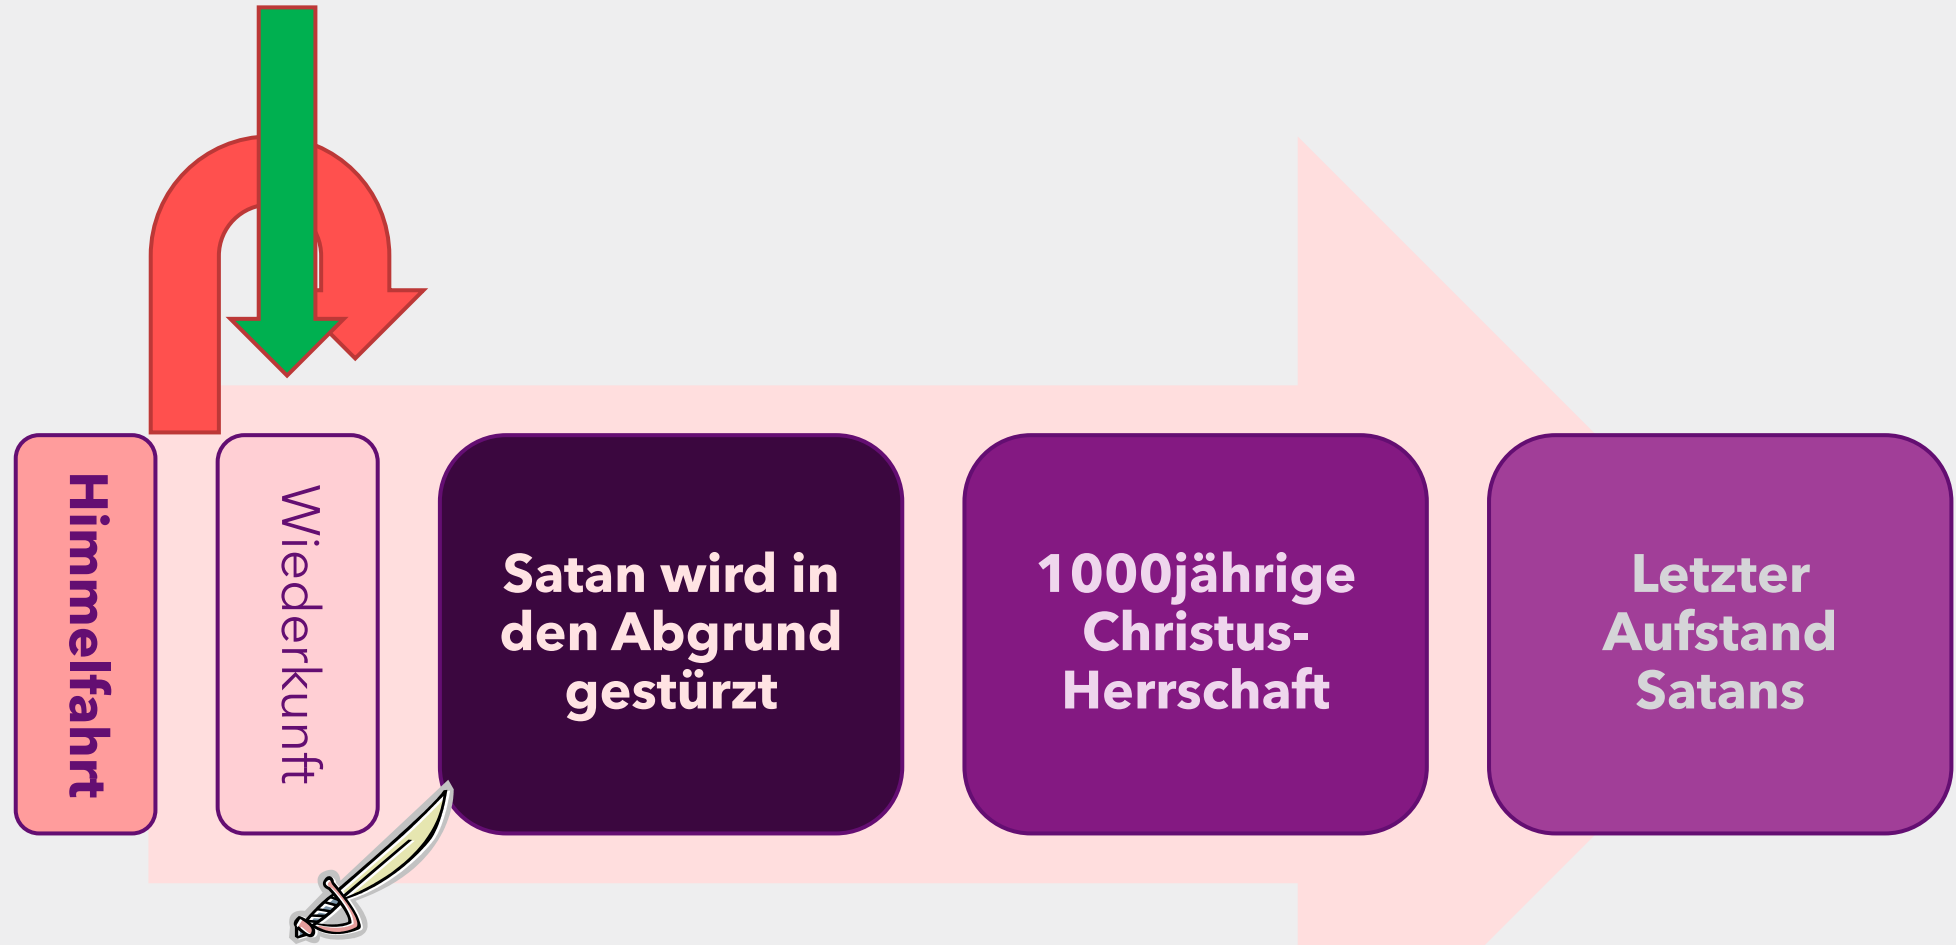 Himmelfahrt
Wiederkunft
Satan wird in
den Abgrund
gestürzt
1000jährige
Christus-
Herrschaft
Letzter
Aufstand
Satans